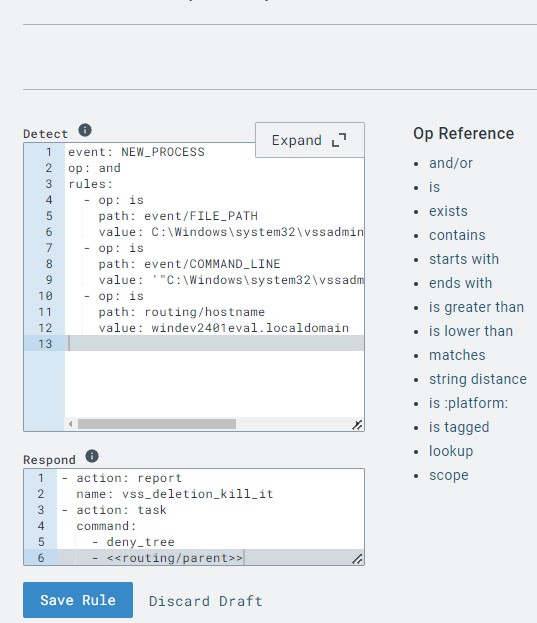 Detect
Expand
1 event: NEW_PROCESS
2 op: and
3 rules:
4 - op: is
5 path: event/FILE_PATH
6 value: C:\Windows\system32\vssadmin
7 - op: is
8 path: event/COMMAND_LINE
9 value: '"C:\Windows\system32\vssadm
10 - op: is
11 path: routing/hostname
12 value: windev2401eval.localdomain
13
Respond
1 - action: report
2 name: vss_deletion_kill_it
3 - action: task
4 command:
5 - deny_tree
6 - <<routing/parent>>
Save Rule
Discard Draft
Op Reference
and/or
is
exists
contains
starts with
ends with
is greater than
is lower than
matches
string distance
is :platform:
is tagged
lookup
scope